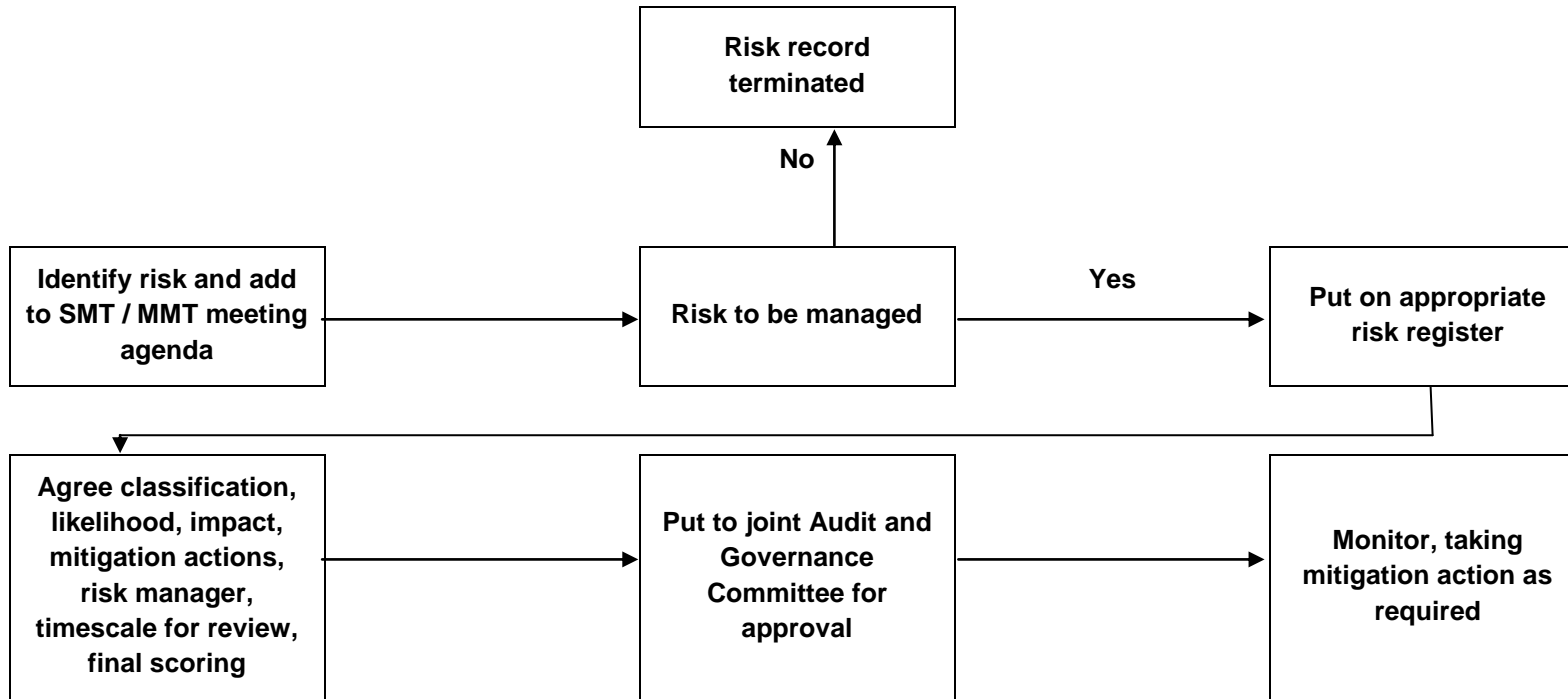 Risk record
terminated
No
Identify risk and add
to SMT / MMT meeting
agenda
Risk to be managed
Yes
Put on appropriate
risk register
Agree classification,
likelihood, impact,
mitigation actions,
risk manager,
timescale for review,
final scoring
Put to joint Audit and
Governance
Committee for
approval
Monitor, taking
mitigation action as
required